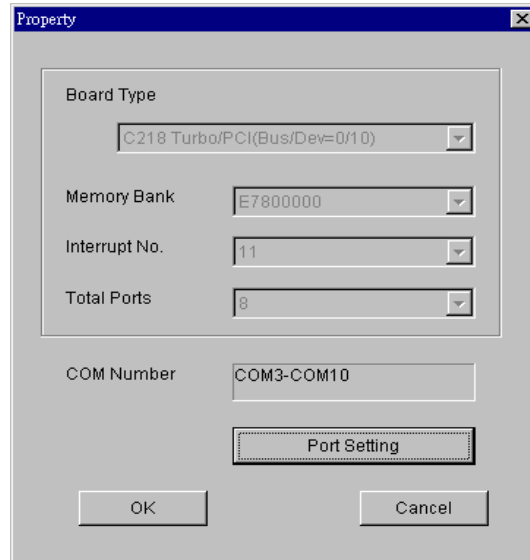 Property
Board Type
C218 Turbo/PCI(Bus/Dev=0/10)
Memory Bank E7800000
Interrupt No. 11
Total Ports 8
COM Number COM3-COM10
Port Setting
OK Cancel